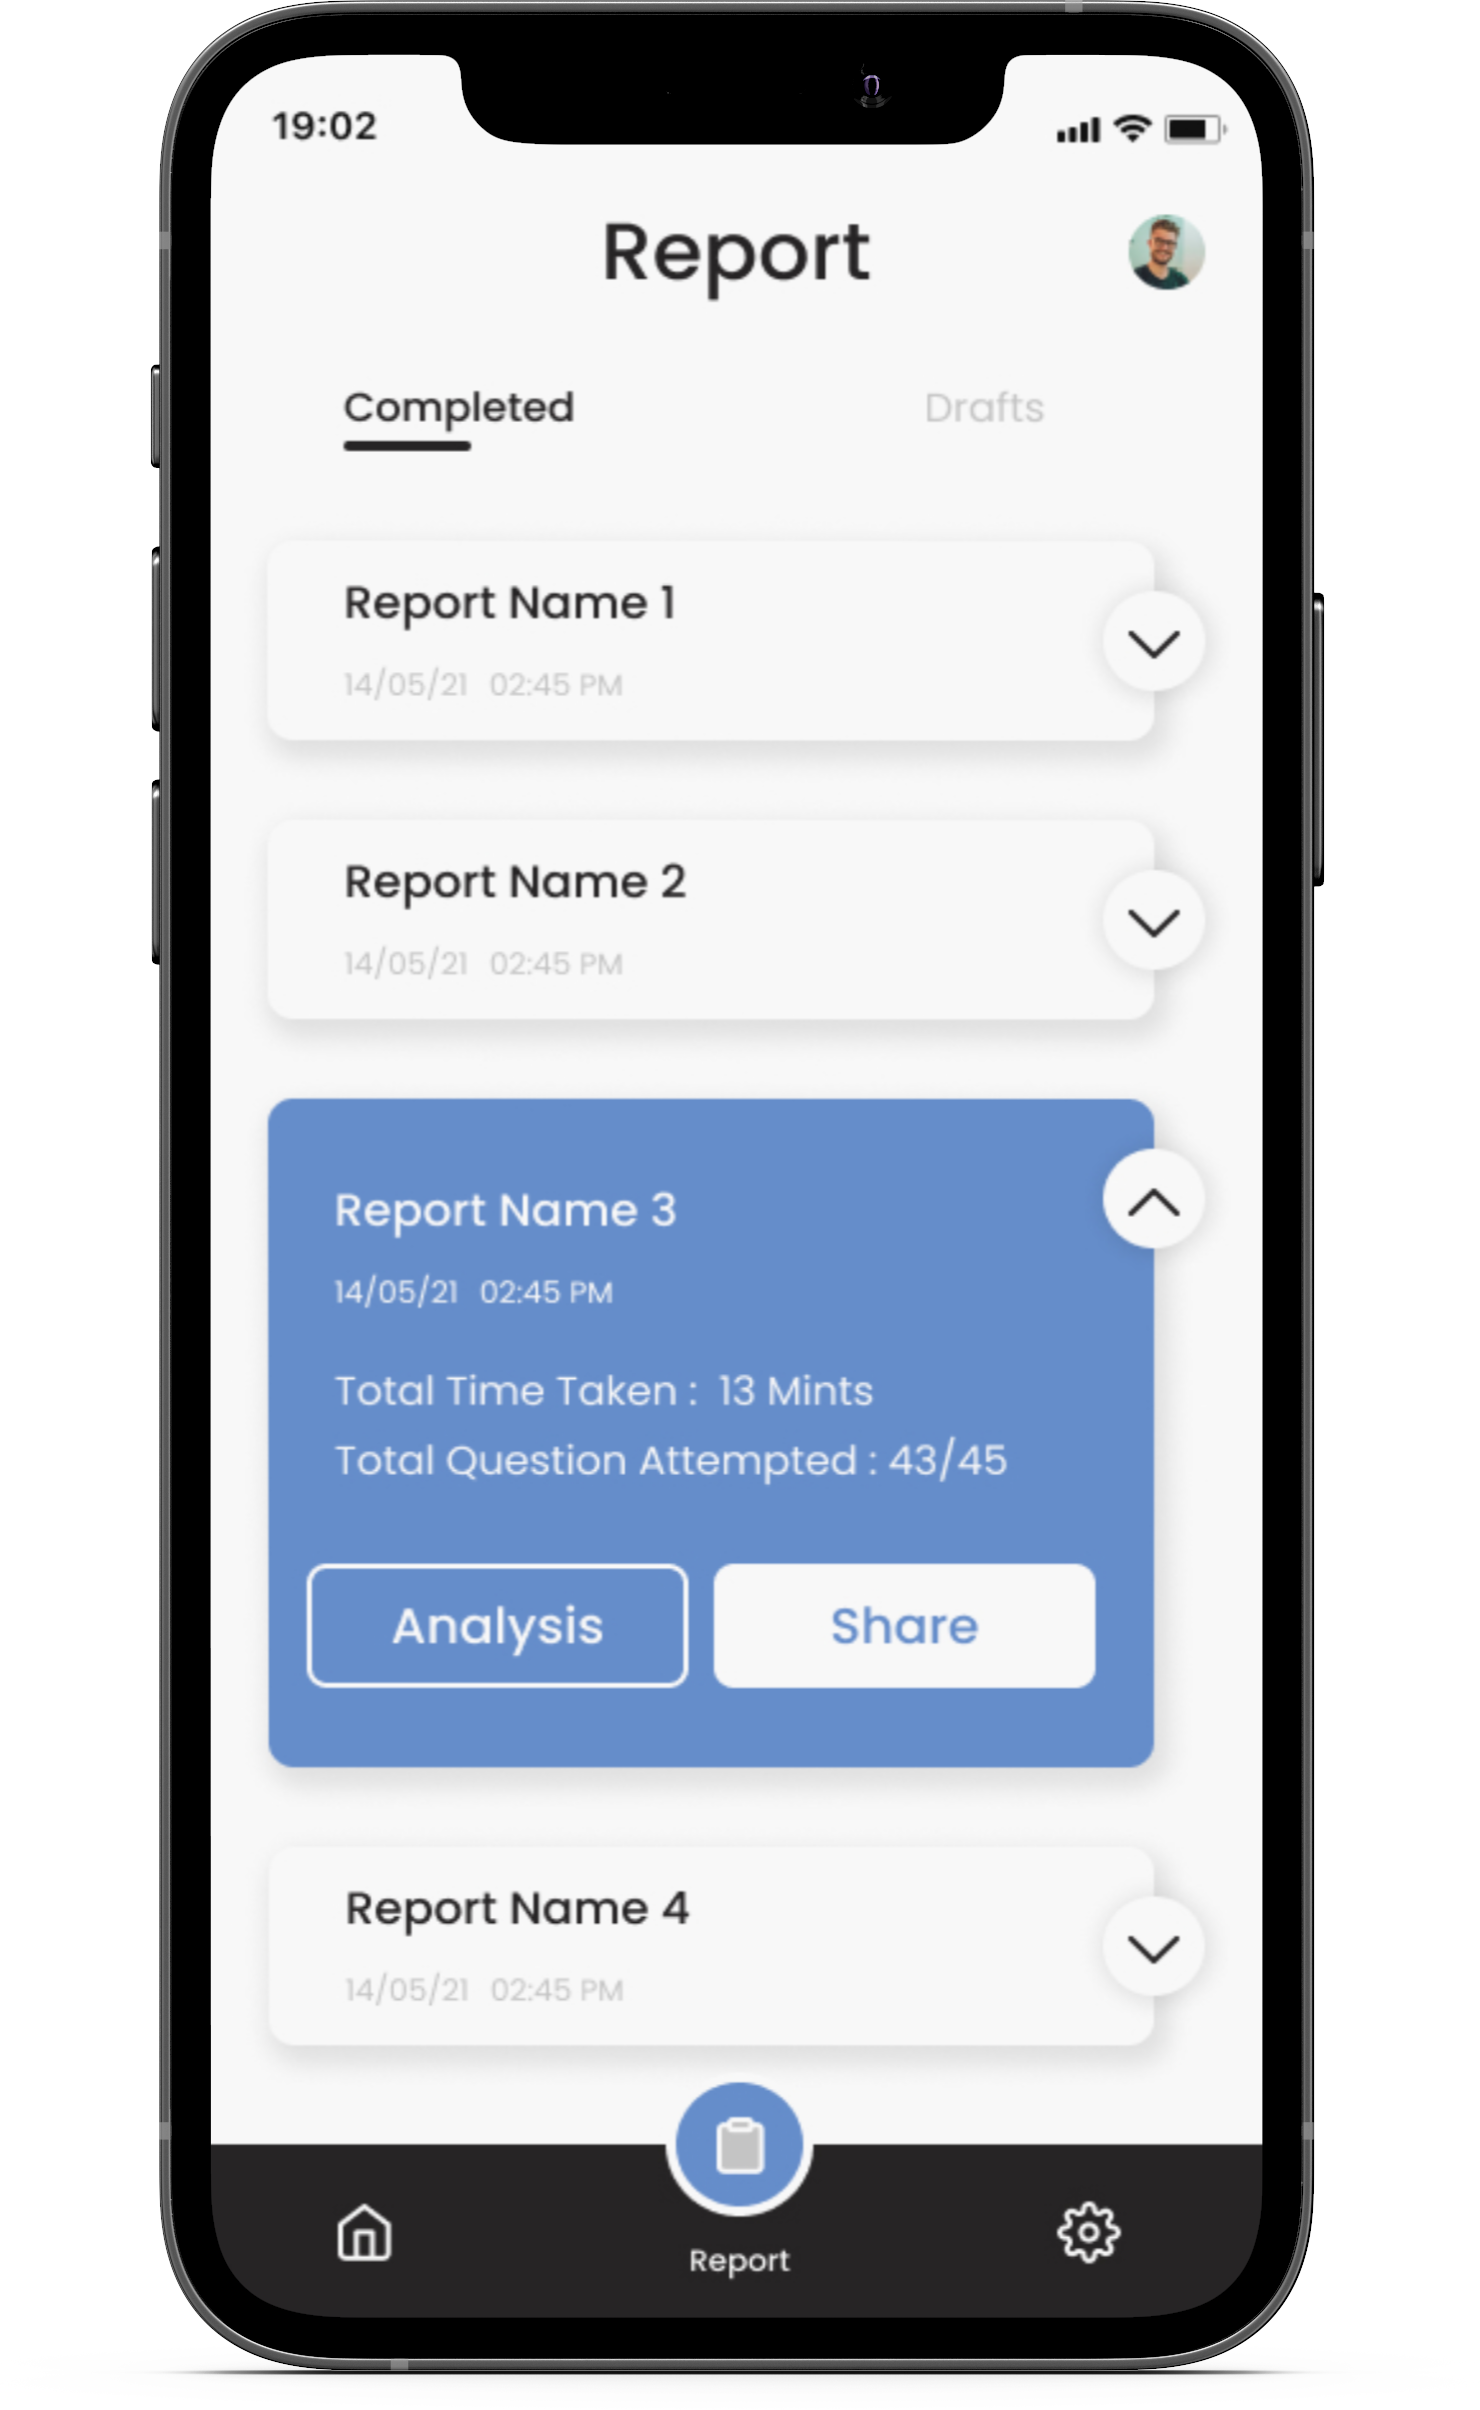 19:02
Report
Completed Drafts
Report Name 1
14/05/21 02:45 PM
Report Name 2
14/05/21 02:45 PM
Report Name 3
14/05/21 02:45 PM
Total Time Taken : 13 Mints
Total Question Attempted : 43/45
Analysis Share
Report Name 4
14/05/21 02:45 PM
Report